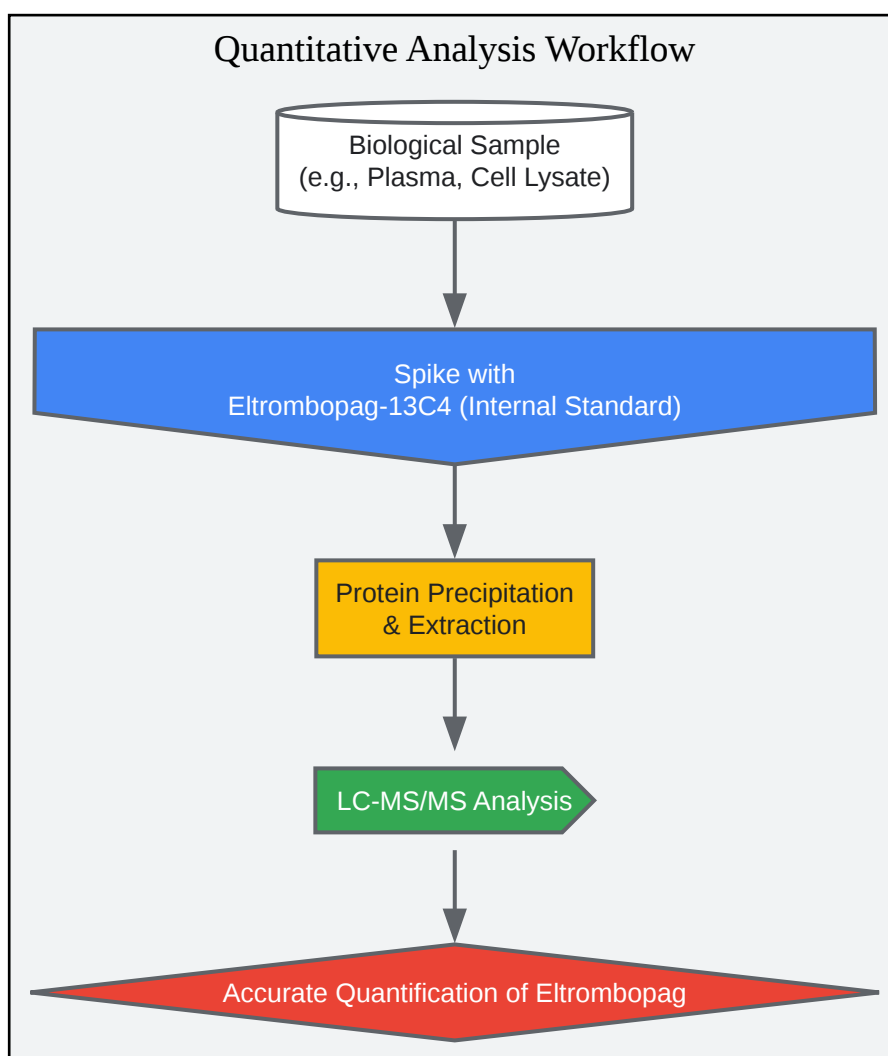 Quantitative Analysis Workflow
Biological Sample
(e.g., Plasma, Cell Lysate)
Spike with
Eltrombopag-13C4 (Internal Standard)
Protein Precipitation
& Extraction
LC-MS/MS Analysis
Accurate Quantification of Eltrombopag